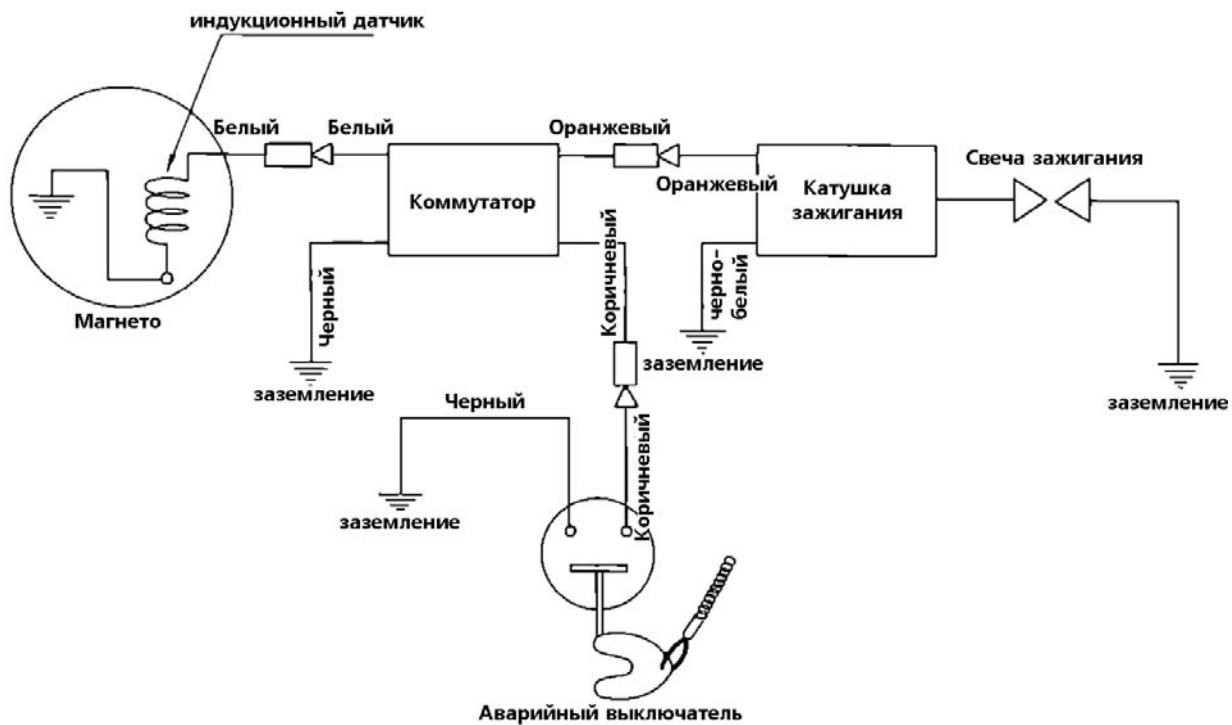 индукционный датчик
Белый
Белый
Оранжевый
Оранжевый
Свеча зажигания
Коммутатор
Катушка
зажигания
Магнето
Черный
заземление
Коричневый
черно-
белый
заземление
заземление
Черный
заземление
Коричневый
Аварийный выключатель